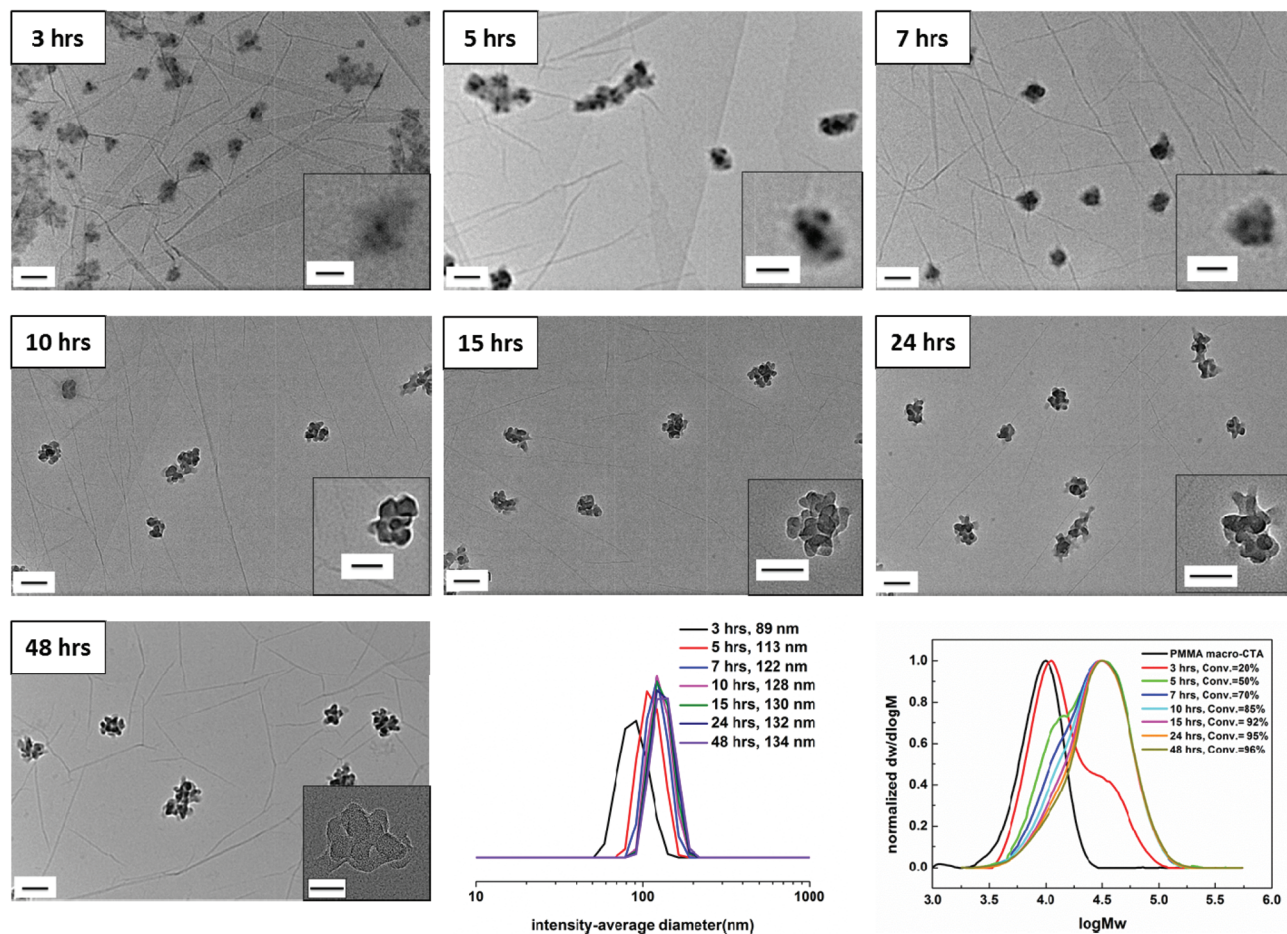 3 hrs
5 hrs
7 hrs
10 hrs
15 hrs
24 hrs
48 hrs
3 hrs, 89 nm
5 hrs, 113 nm
7 hrs, 122 nm
10 hrs, 128 nm
15 hrs, 130 nm
24 hrs, 132 nm
48 hrs, 134 nm
10
100
1000
intensity-average diameter(nm)
normalized dw/dlogM
1.0
0.8
0.6
0.4
0.2
0.0
PMMA macro-CTA
3 hrs, Conv.=20%
5 hrs, Conv.=50%
7 hrs, Conv.=70%
10 hrs, Conv.=85%
15 hrs, Conv.= 92%
24 hrs, Conv.= 95%
48 hrs, Conv.=96%
3.0 3.5 4.0 4.5 5.0 5.5 6.0
logMw